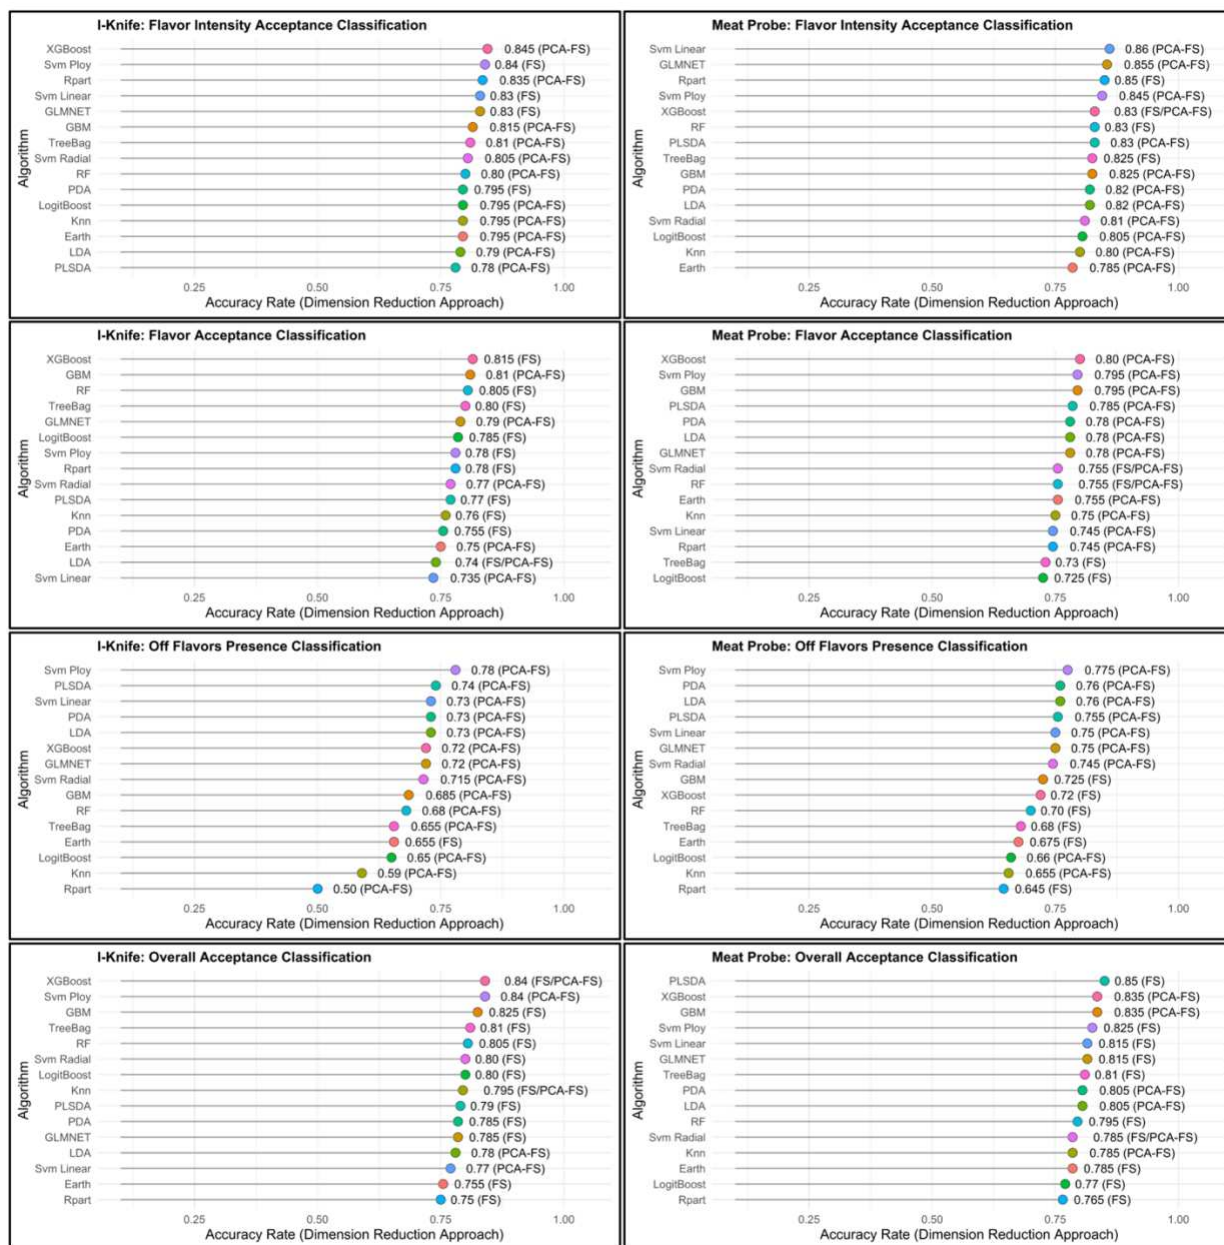 I-Knife: Flavor Intensity Acceptance Classification
Algorithm
XGBoost 0.845 (PCA-FS)
Svm Ploy 0.84 (FS)
Rpart 0.835 (PCA-FS)
Svm Linear 0.83 (FS)
GLMNET 0.83 (FS)
GBM 0.815 (PCA-FS)
TreeBag 0.81 (PCA-FS)
Svm Radial 0.805 (PCA-FS)
RF 0.80 (PCA-FS)
PDA 0.795 (FS)
LogitBoost 0.795 (PCA-FS)
Knn 0.795 (PCA-FS)
Earth 0.795 (PCA-FS)
LDA 0.79 (PCA-FS)
PLSDA 0.78 (PCA-FS)
0.25 0.50 0.75 1.00
Accuracy Rate (Dimension Reduction Approach)
Meat Probe: Flavor Intensity Acceptance Classification
Algorithm
Svm Linear 0.86 (PCA-FS)
GLMNET 0.855 (PCA-FS)
Rpart 0.85 (FS)
Svm Ploy 0.845 (PCA-FS)
XGBoost 0.83 (FS/PCA-FS)
RF 0.83 (FS)
PLSDA 0.83 (PCA-FS)
TreeBag 0.825 (FS)
GBM 0.825 (PCA-FS)
PDA 0.82 (PCA-FS)
LDA 0.82 (PCA-FS)
Svm Radial 0.81 (PCA-FS)
LogitBoost 0.805 (PCA-FS)
Knn 0.80 (PCA-FS)
Earth 0.785 (PCA-FS)
0.25 0.50 0.75 1.00
Accuracy Rate (Dimension Reduction Approach)
I-Knife: Flavor Acceptance Classification
Algorithm
XGBoost 0.815 (FS)
GBM 0.81 (PCA-FS)
RF 0.805 (FS)
TreeBag 0.80 (FS)
GLMNET 0.79 (PCA-FS)
LogitBoost 0.785 (FS)
Svm Ploy 0.78 (FS)
Rpart 0.78 (FS)
Svm Radial 0.77 (PCA-FS)
PLSDA 0.77 (FS)
Knn 0.76 (FS)
PDA 0.755 (FS)
Earth 0.75 (PCA-FS)
LDA 0.74 (FS/PCA-FS)
Svm Linear 0.735 (PCA-FS)
0.25 0.50 0.75 1.00
Accuracy Rate (Dimension Reduction Approach)
Meat Probe: Flavor Acceptance Classification
Algorithm
XGBoost 0.80 (PCA-FS)
Svm Ploy 0.795 (PCA-FS)
GBM 0.795 (PCA-FS)
PLSDA 0.785 (PCA-FS)
PDA 0.78 (PCA-FS)
LDA 0.78 (PCA-FS)
GLMNET 0.78 (PCA-FS)
Svm Radial 0.755 (FS/PCA-FS)
RF 0.755 (FS/PCA-FS)
Earth 0.755 (PCA-FS)
Knn 0.75 (PCA-FS)
Svm Linear 0.745 (PCA-FS)
Rpart 0.745 (PCA-FS)
TreeBag 0.73 (FS)
LogitBoost 0.725 (FS)
0.25 0.50 0.75 1.00
Accuracy Rate (Dimension Reduction Approach)
I-Knife: Off Flavors Presence Classification
Algorithm
Svm Ploy 0.78 (PCA-FS)
PLSDA 0.74 (PCA-FS)
Svm Linear 0.73 (PCA-FS)
PDA 0.73 (PCA-FS)
LDA 0.73 (PCA-FS)
XGBoost 0.72 (PCA-FS)
GLMNET 0.72 (PCA-FS)
Svm Radial 0.715 (PCA-FS)
GBM 0.685 (PCA-FS)
RF 0.68 (PCA-FS)
TreeBag 0.655 (PCA-FS)
Earth 0.655 (FS)
LogitBoost 0.65 (PCA-FS)
Knn 0.59 (PCA-FS)
Rpart 0.50 (PCA-FS)
0.25 0.50 0.75 1.00
Accuracy Rate (Dimension Reduction Approach)
Meat Probe: Off Flavors Presence Classification
Algorithm
Svm Ploy 0.775 (PCA-FS)
PDA 0.76 (PCA-FS)
LDA 0.76 (PCA-FS)
PLSDA 0.755 (PCA-FS)
Svm Linear 0.75 (PCA-FS)
GLMNET 0.75 (PCA-FS)
Svm Radial 0.745 (PCA-FS)
GBM 0.725 (FS)
XGBoost 0.72 (FS)
RF 0.70 (FS)
TreeBag 0.68 (FS)
Earth 0.675 (FS)
LogitBoost 0.66 (PCA-FS)
Knn 0.655 (PCA-FS)
Rpart 0.645 (FS)
0.25 0.50 0.75 1.00
Accuracy Rate (Dimension Reduction Approach)
I-Knife: Overall Acceptance Classification
Algorithm
XGBoost 0.84 (FS/PCA-FS)
Svm Ploy 0.84 (PCA-FS)
GBM 0.825 (FS)
TreeBag 0.81 (FS)
RF 0.805 (FS)
Svm Radial 0.80 (FS)
LogitBoost 0.80 (FS)
Knn 0.795 (FS/PCA-FS)
PLSDA 0.79 (FS)
PDA 0.785 (FS)
GLMNET 0.785 (FS)
LDA 0.78 (PCA-FS)
Svm Linear 0.77 (PCA-FS)
Earth 0.755 (FS)
Rpart 0.75 (FS)
0.25 0.50 0.75 1.00
Accuracy Rate (Dimension Reduction Approach)
Meat Probe: Overall Acceptance Classification
Algorithm
PLSDA 0.85 (FS)
XGBoost 0.835 (PCA-FS)
GBM 0.835 (PCA-FS)
Svm Ploy 0.825 (FS)
Svm Linear 0.815 (FS)
GLMNET 0.815 (FS)
TreeBag 0.81 (FS)
PDA 0.805 (PCA-FS)
LDA 0.805 (PCA-FS)
RF 0.795 (FS)
Svm Radial 0.785 (FS/PCA-FS)
Knn 0.785 (PCA-FS)
Earth 0.785 (FS)
LogitBoost 0.77 (FS)
Rpart 0.765 (FS)
0.25 0.50 0.75 1.00
Accuracy Rate (Dimension Reduction Approach)